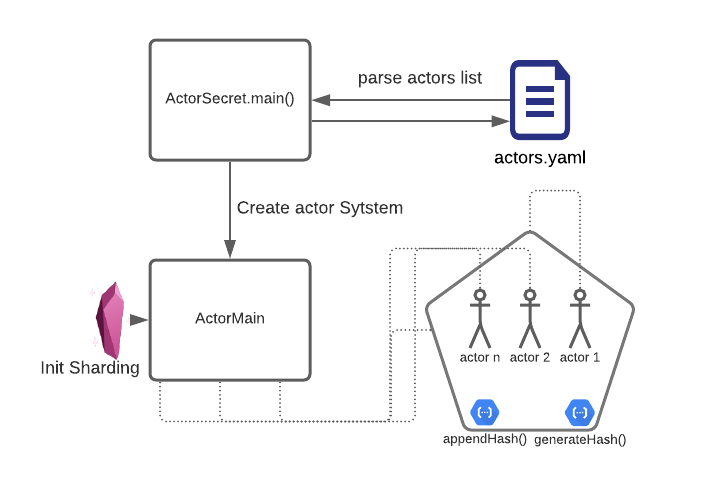 parse actors list
ActorSecret.main()
actors.yaml
Create actor Sytstem
ActorMain
Init Sharding
actor n
actor 2
actor 1
appendHash()
generateHash()